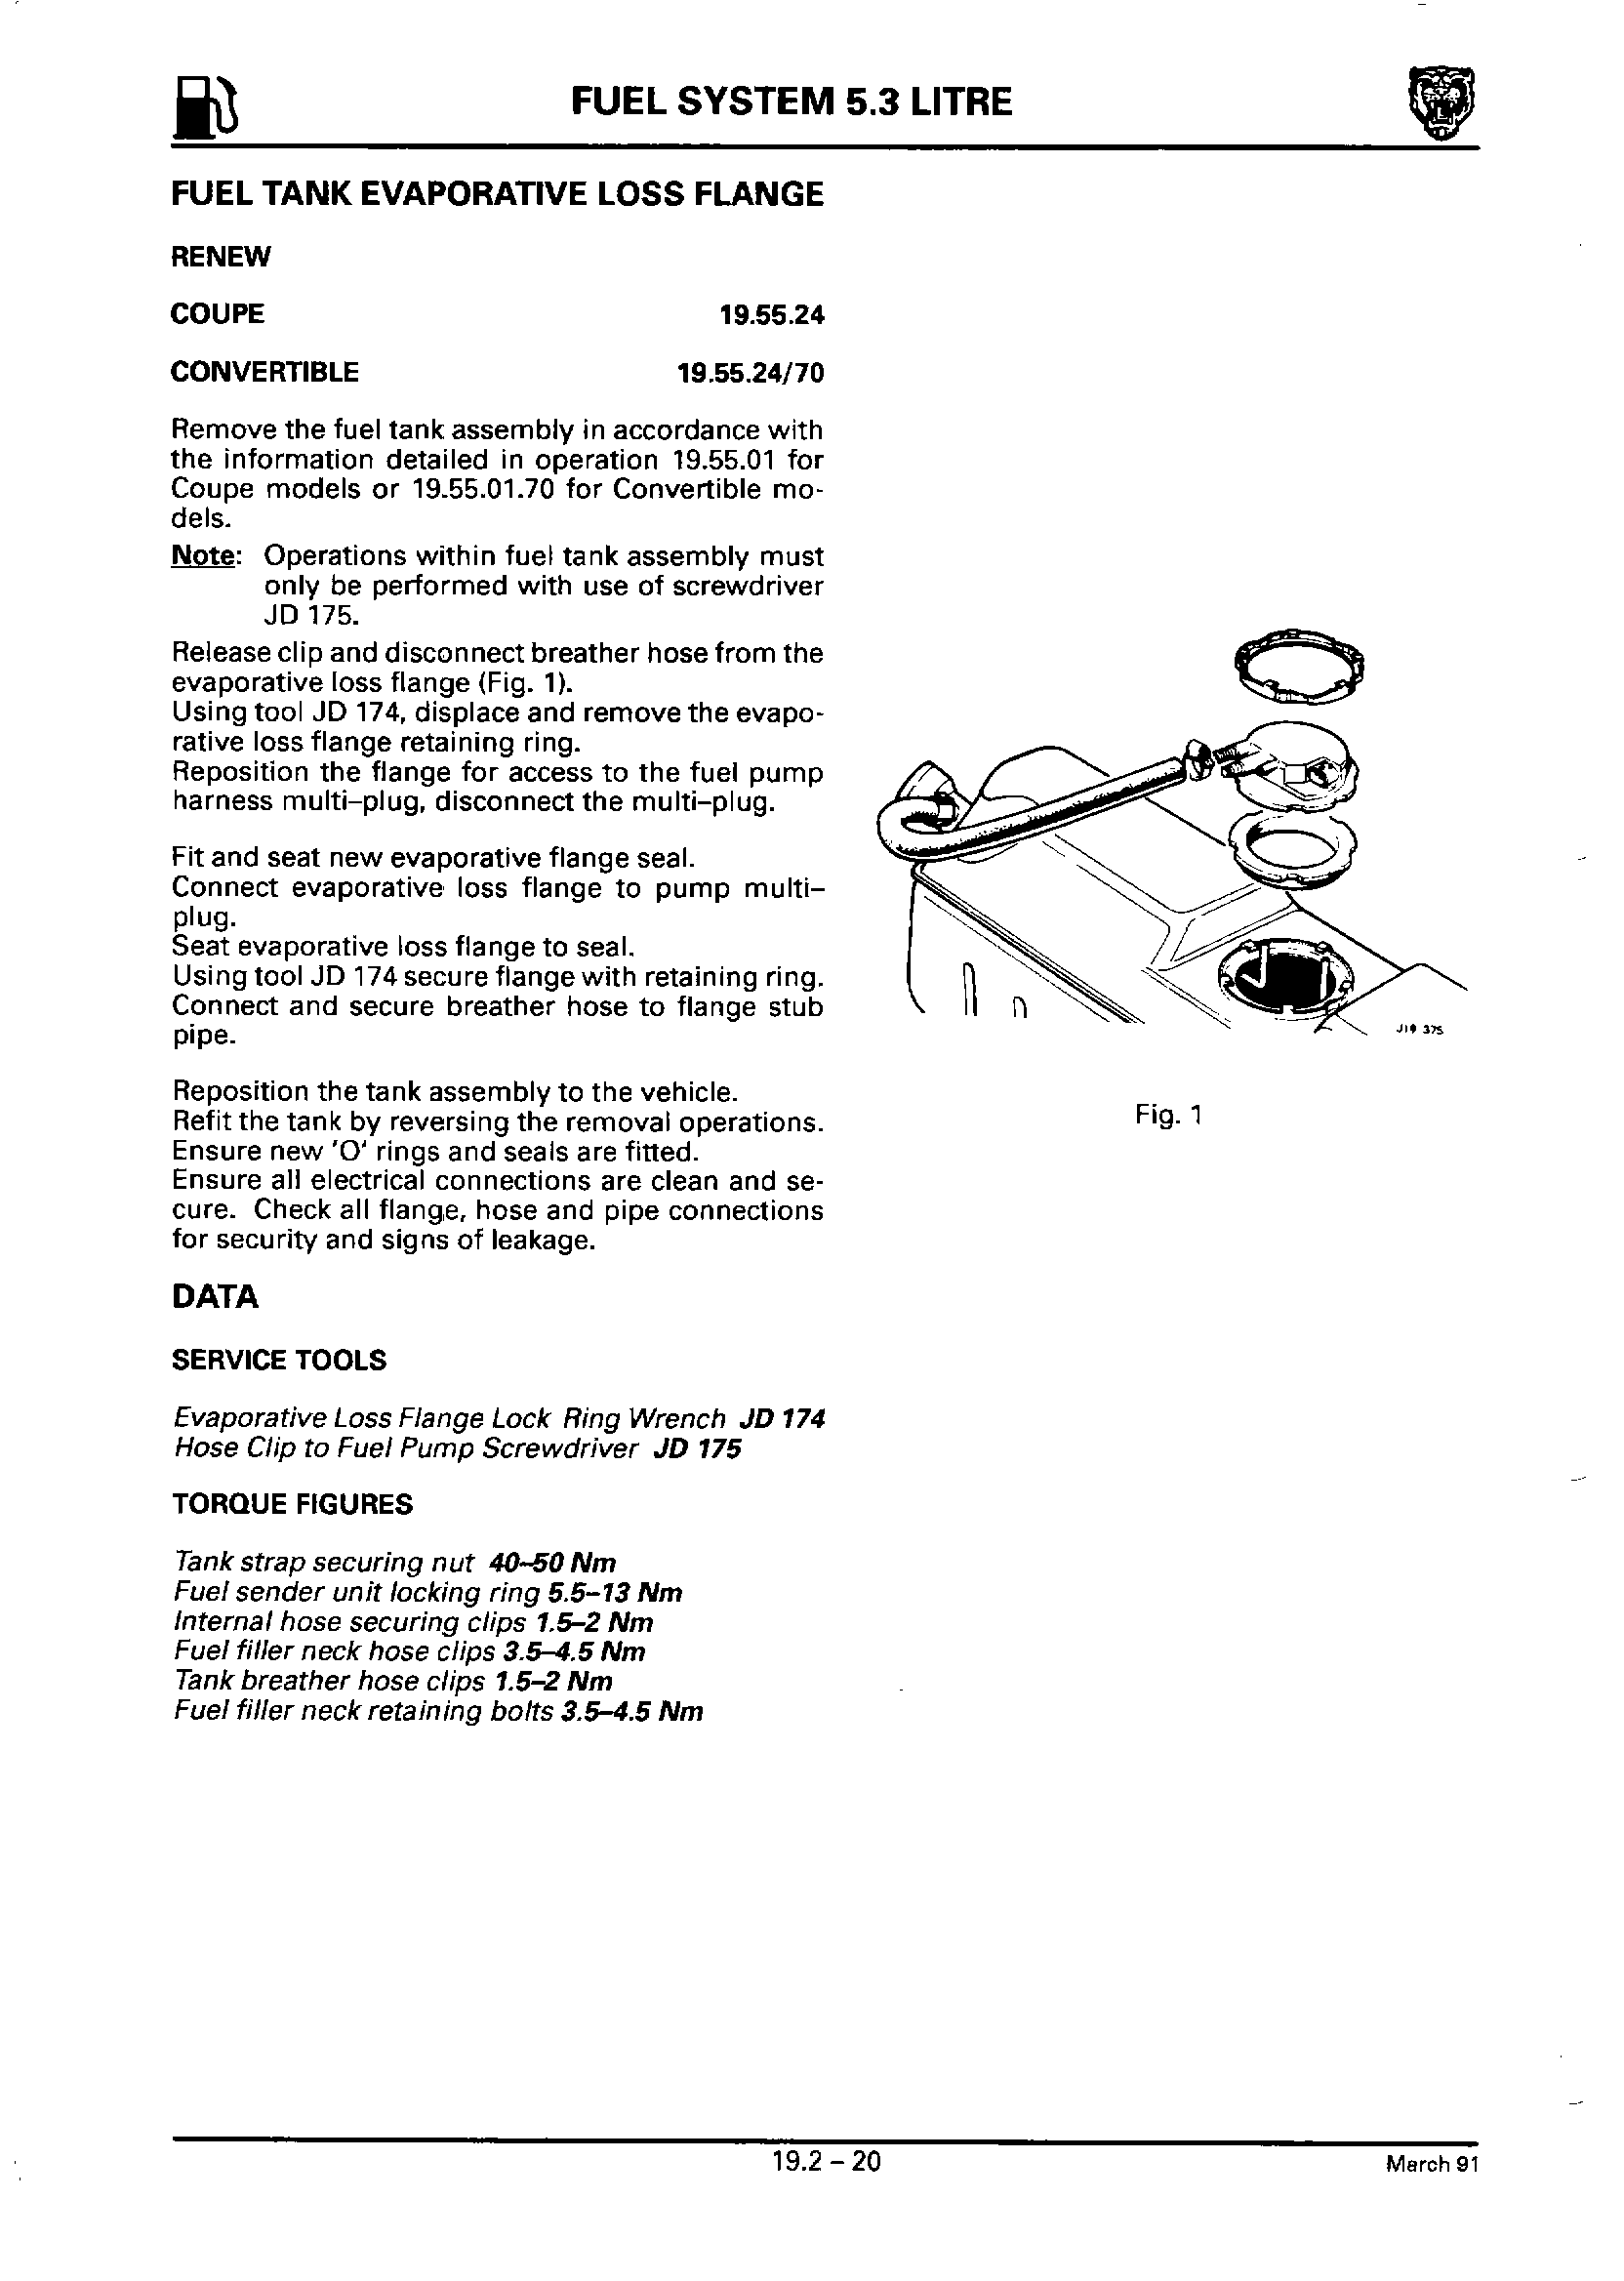 FUEL SYSTEM 5.3 LITRE
FUEL TANK EVAPORATIVE LOSS FLANGE
RENEW
COUPE 19.55.24
CONVERTIBLE 19.55.24/70
Remove the fuel tank assembly in accordance with
the information detailed in operation 19.55.01 for
Coupe models or 19.55.01.70 for Convertible mo-
dels.
Note: Operations within fuel tank assembly must
only be performed with use of screwdriver
JD 175.
Release clip and disconnect breather hose from the
evaporative loss flange (Fig. 1).
Using tool JD 174, displace and remove the evapo-
rative loss flange retaining ring.
Reposition the flange for access to the fuel pump
harness multi-plug, disconnect the multi-plug.
Fit and seat new evaporative flange seal.
Connect evaporative loss flange to pump multi-
plug.
Seat evaporative loss flange to seal.
Using tool JD 174 secure flange with retaining ring.
Connect and secure breather hose to flange stub
pipe.
Reposition the tank assembly to the vehicle.
Refit the tank by reversing the removal operations.
Ensure new 'O' rings and seals are fitted.
Ensure all electrical connections are clean and se-
cure. Check all flange, hose and pipe connections
for security and signs of leakage.
DATA
SERVICE TOOLS
Evaporative Loss Flange Lock Ring Wrench JD 174
Hose Clip to Fuel Pump Screwdriver JD 175
TORQUE FIGURES
Tank strap securing nut 40-50 Nm
Fuel sender unit locking ring 5.5-13 Nm
Internal hose securing clips 1.5-2 Nm
Fuel filler neck hose clips 3.5-4.5 Nm
Tank breather hose clips 1.5-2 Nm
Fuel filler neck retaining bolts 3.5-4.5 Nm
J19 375
Fig. 1
19.2 - 20
March 91